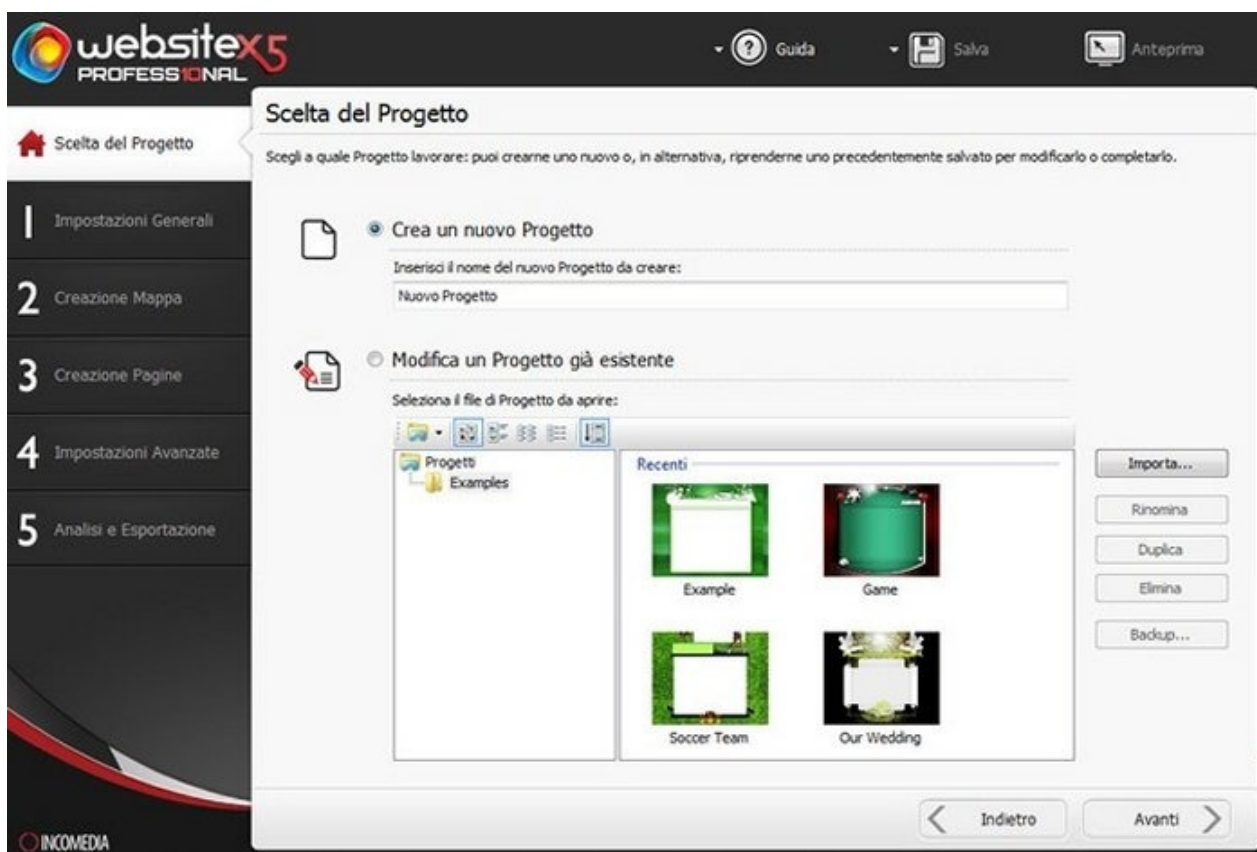 websitex5
PROFESS10NAL
Guida
Salva
Anteprima
Scelta del Progetto
Scelta del Progetto
Scegli a quale Progetto lavorare: puoi crearne uno nuovo o, in alternativa, riprenderne uno precedentemente salvato per modificarlo o completarlo.
1 Impostazioni Generali
2 Creazione Mappa
3 Creazione Pagine
4 Impostazioni Avanzate
5 Analisi e Esportazione
Crea un nuovo Progetto
Inserisci il nome del nuovo Progetto da creare:
Nuovo Progetto
Modifica un Progetto già esistente
Seleziona il file di Progetto da aprire:
Progetti
Examples
Recenti
Example
Game
Soccer Team
Our Wedding
Importa...
Rinomina
Duplica
Elimina
Backup...
Indietro
Avanti
INCOMEDIA